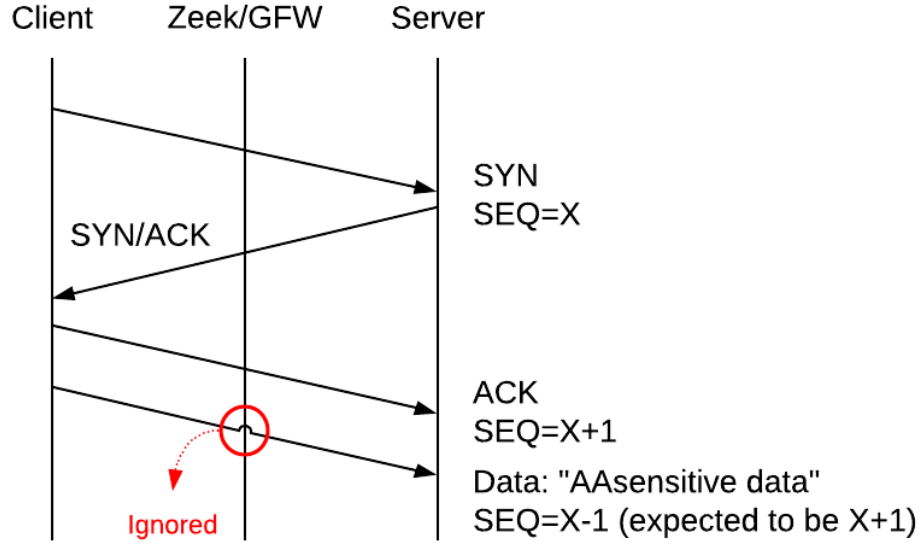 Client
Zeek/GFW
Server
SYN
SEQ=X
SYN/ACK
ACK
SEQ=X+1
Data: "AAsensitive data"
SEQ=X-1 (expected to be X+1)
Ignored